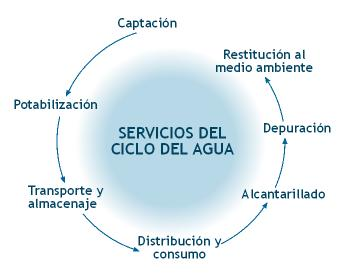 Captación
Restitución al
medio ambiente
Potabilización
SERVICIOS DEL
CICLO DEL AGUA
Depuración
Transporte y
almacenaje
Alcantarillado
Distribución y
consumo